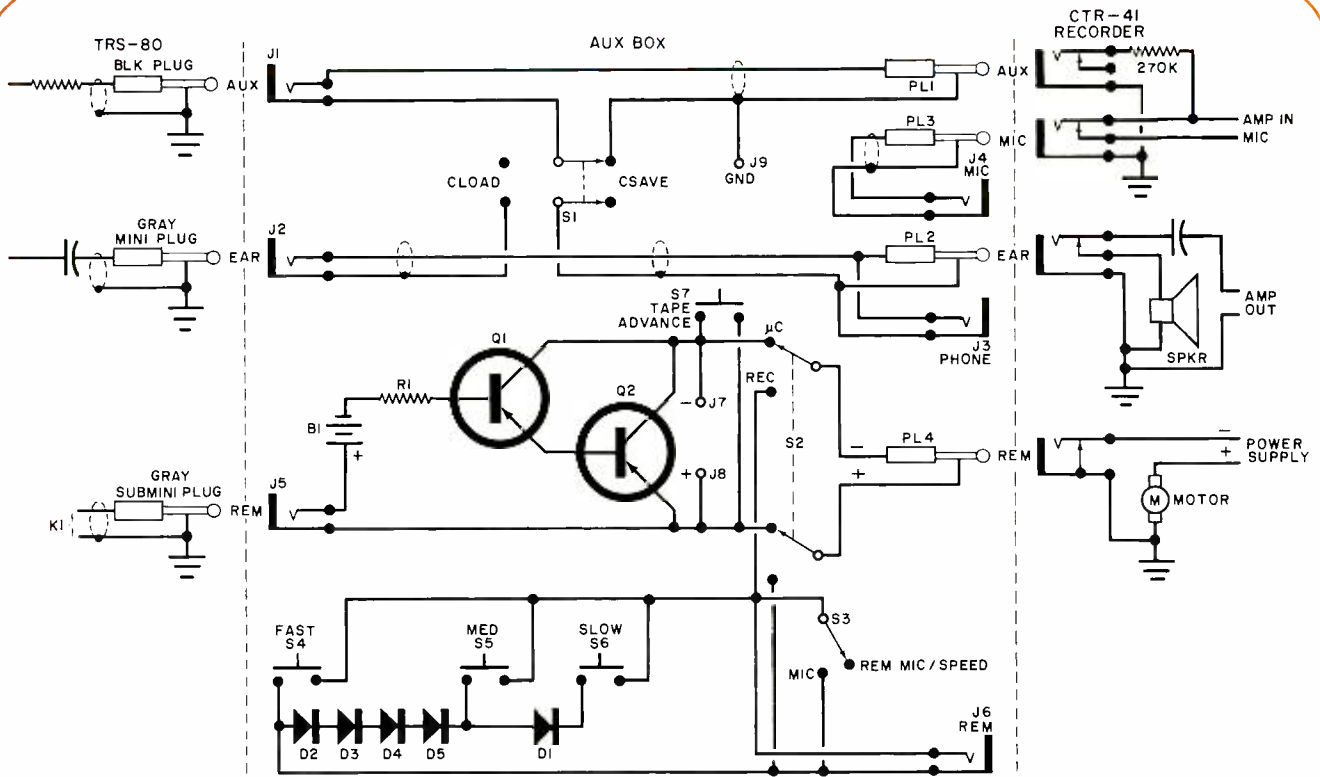 TRS-80
BLK PLUG
AUX
J1
AUX BOX
PL1
AUX
CTR-41
RECORDER
270K
AMP IN
MIC
PL3
MIC
J4
MIC
CLOAD
CSAVE
S1
J9
GND
GRAY
MINI PLUG
EAR
J2
PL2
EAR
S7
TAPE
ADVANCE
J3
PHONE
AMP
OUT
SPKR
Q1
Q2
R1
B1
+
μC
REC
S2
− J7
+ J8
−
+
PL4
REM
−
+
POWER
SUPPLY
M MOTOR
GRAY
SUBMINI PLUG
K1
REM
J5
FAST
S4
MED
S5
SLOW
S6
S3
REM MIC/SPEED
MIC
D2
D3
D4
D5
D1
J6
REM